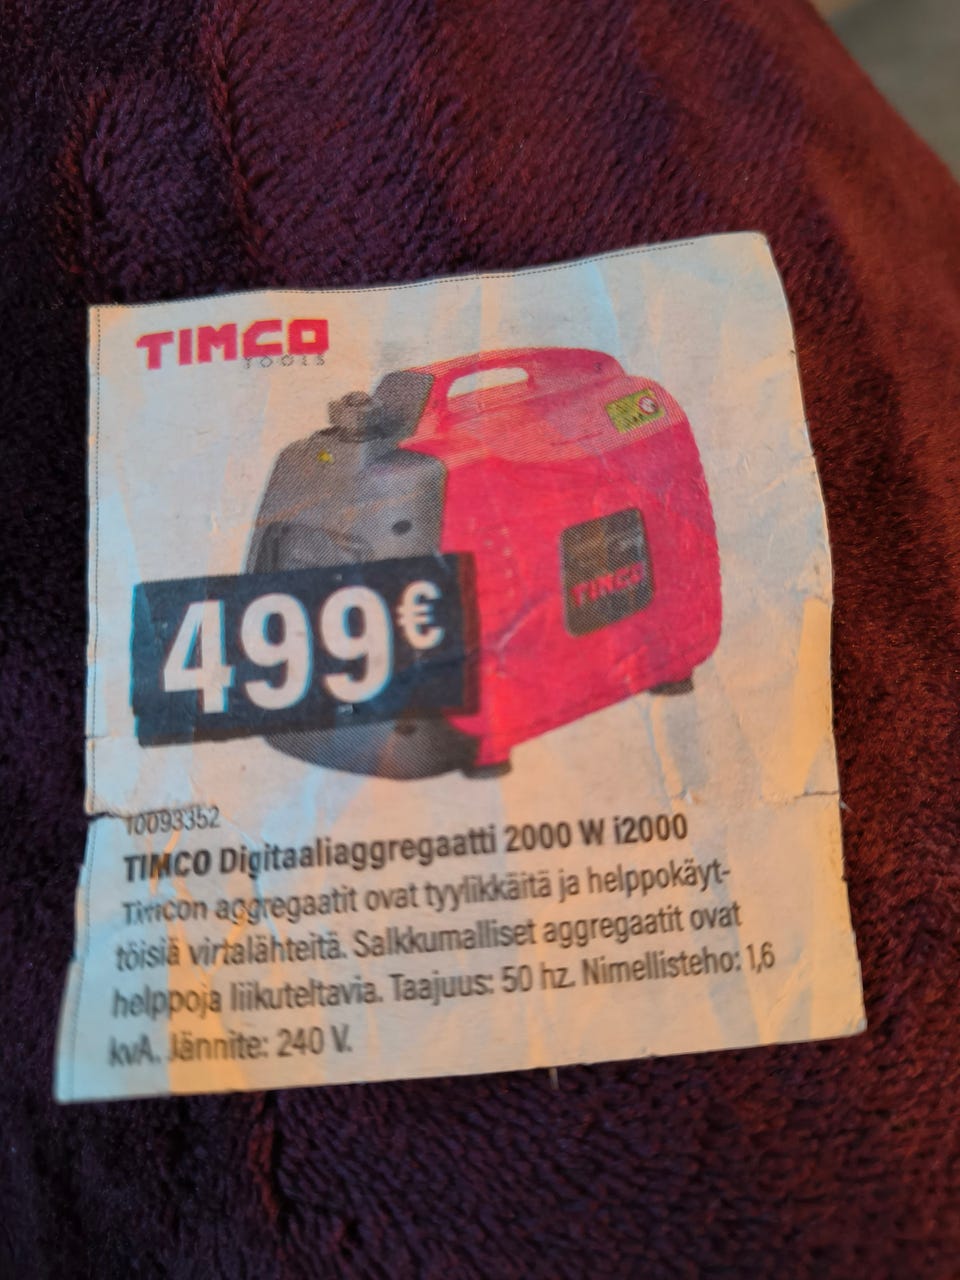 TIMCO
TOOLS
TIMCO
499€
10093352
TIMCO Digitaaliaggregaatti 2000 W i2000
Timcon aggregaatit ovat tyylikkäitä ja helppokäyt-
töisiä virtalähteitä. Salkkumalliset aggregaatit ovat
helppoja liikuteltavia. Taajuus: 50 hz. Nimellisteho: 1,6
kvA. Jännite: 240 V.